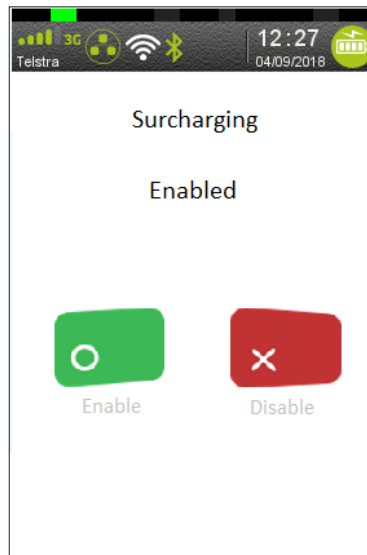 3G
12:27
Telstra
04/09/2018
Surcharging
Enabled
Enable
Disable